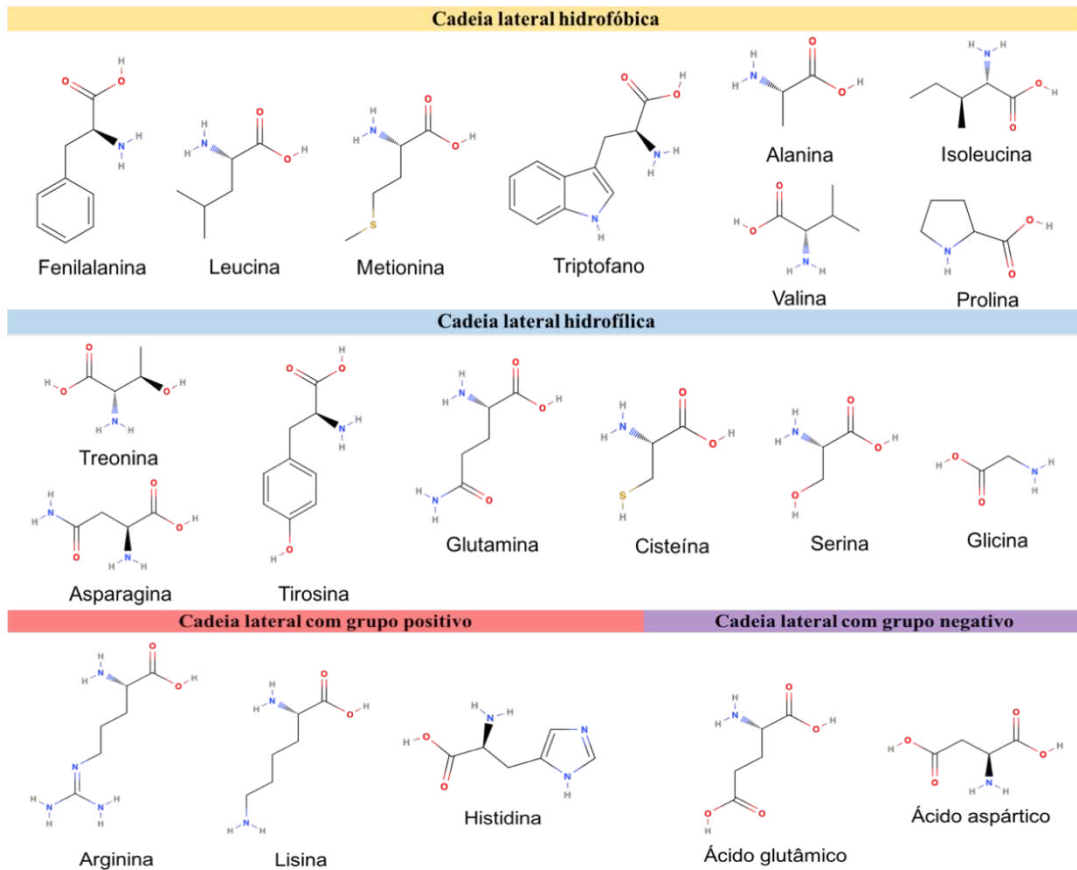 Cadeia lateral hidrofóbica
Fenilalanina
Leucina
Metionina
Triptofano
Alanina
Isoleucina
Valina
Prolina
Cadeia lateral hidrofílica
Treonina
Asparagina
Tirosina
Glutamina
Cisteína
Serina
Glicina
Cadeia lateral com grupo positivo
Cadeia lateral com grupo negativo
Arginina
Lisina
Histidina
Ácido glutâmico
Ácido aspártico